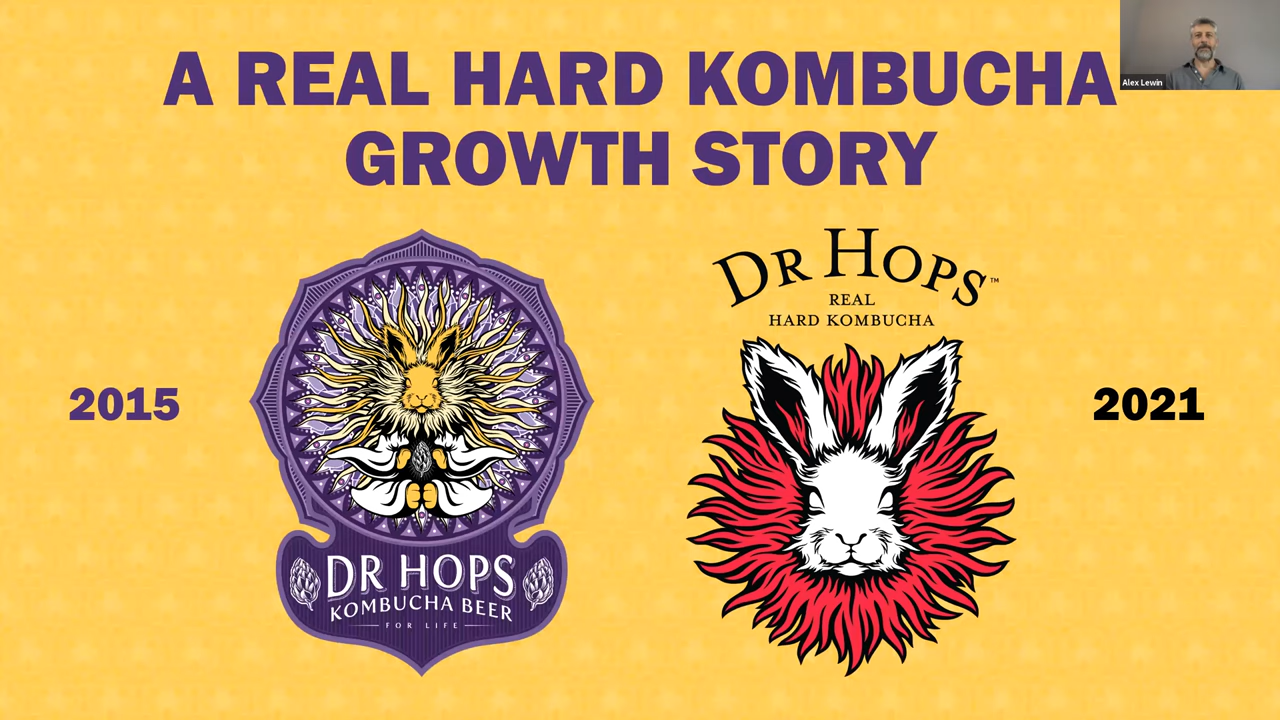 A REAL HARD KOMBUCHA
GROWTH STORY
Alex Lewin
2015
DR HOPS
KOMBUCHA BEER
FOR LIFE
DR HOPS™
REAL
HARD KOMBUCHA
2021